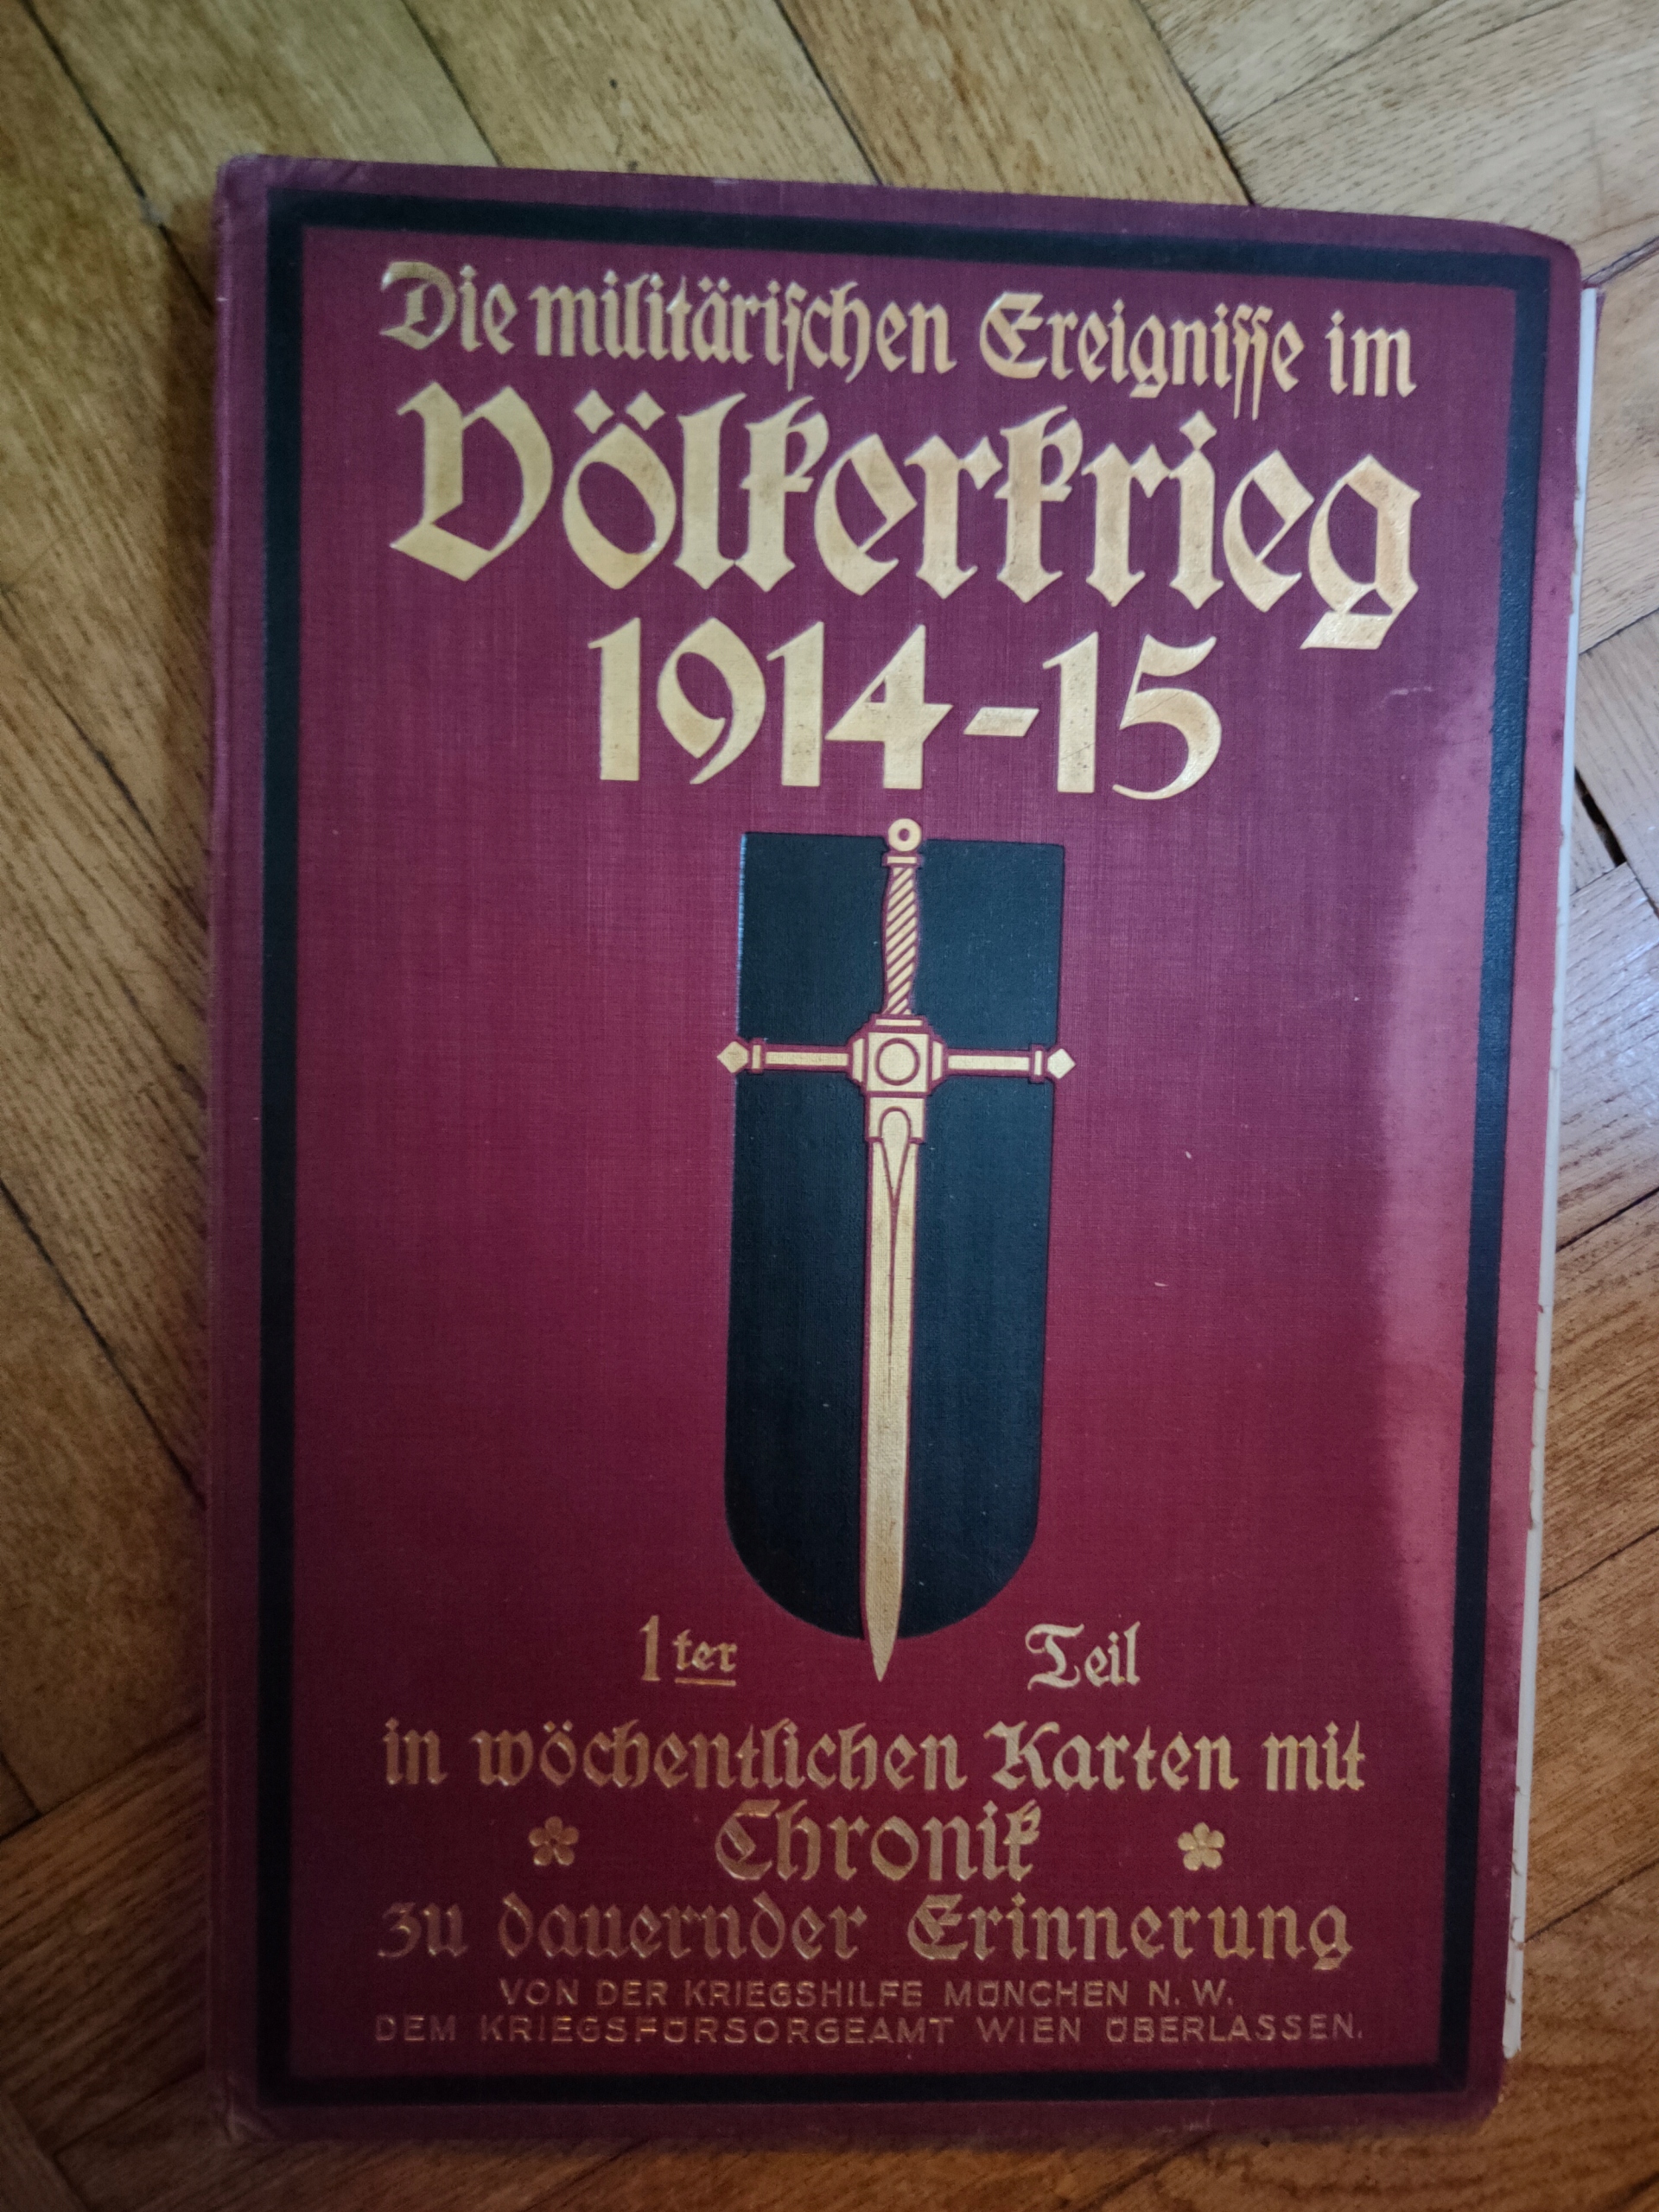 Die militärischen Ereignisse im
Völkerkrieg
1914-15
1ter Teil
in wöchentlichen Karten mit
Chronik
zu dauernder Erinnerung
VON DER KRIEGSHILFE MÜNCHEN N. W.
DEM KRIEGSFÜRSORGEAMT WIEN ÜBERLASSEN.